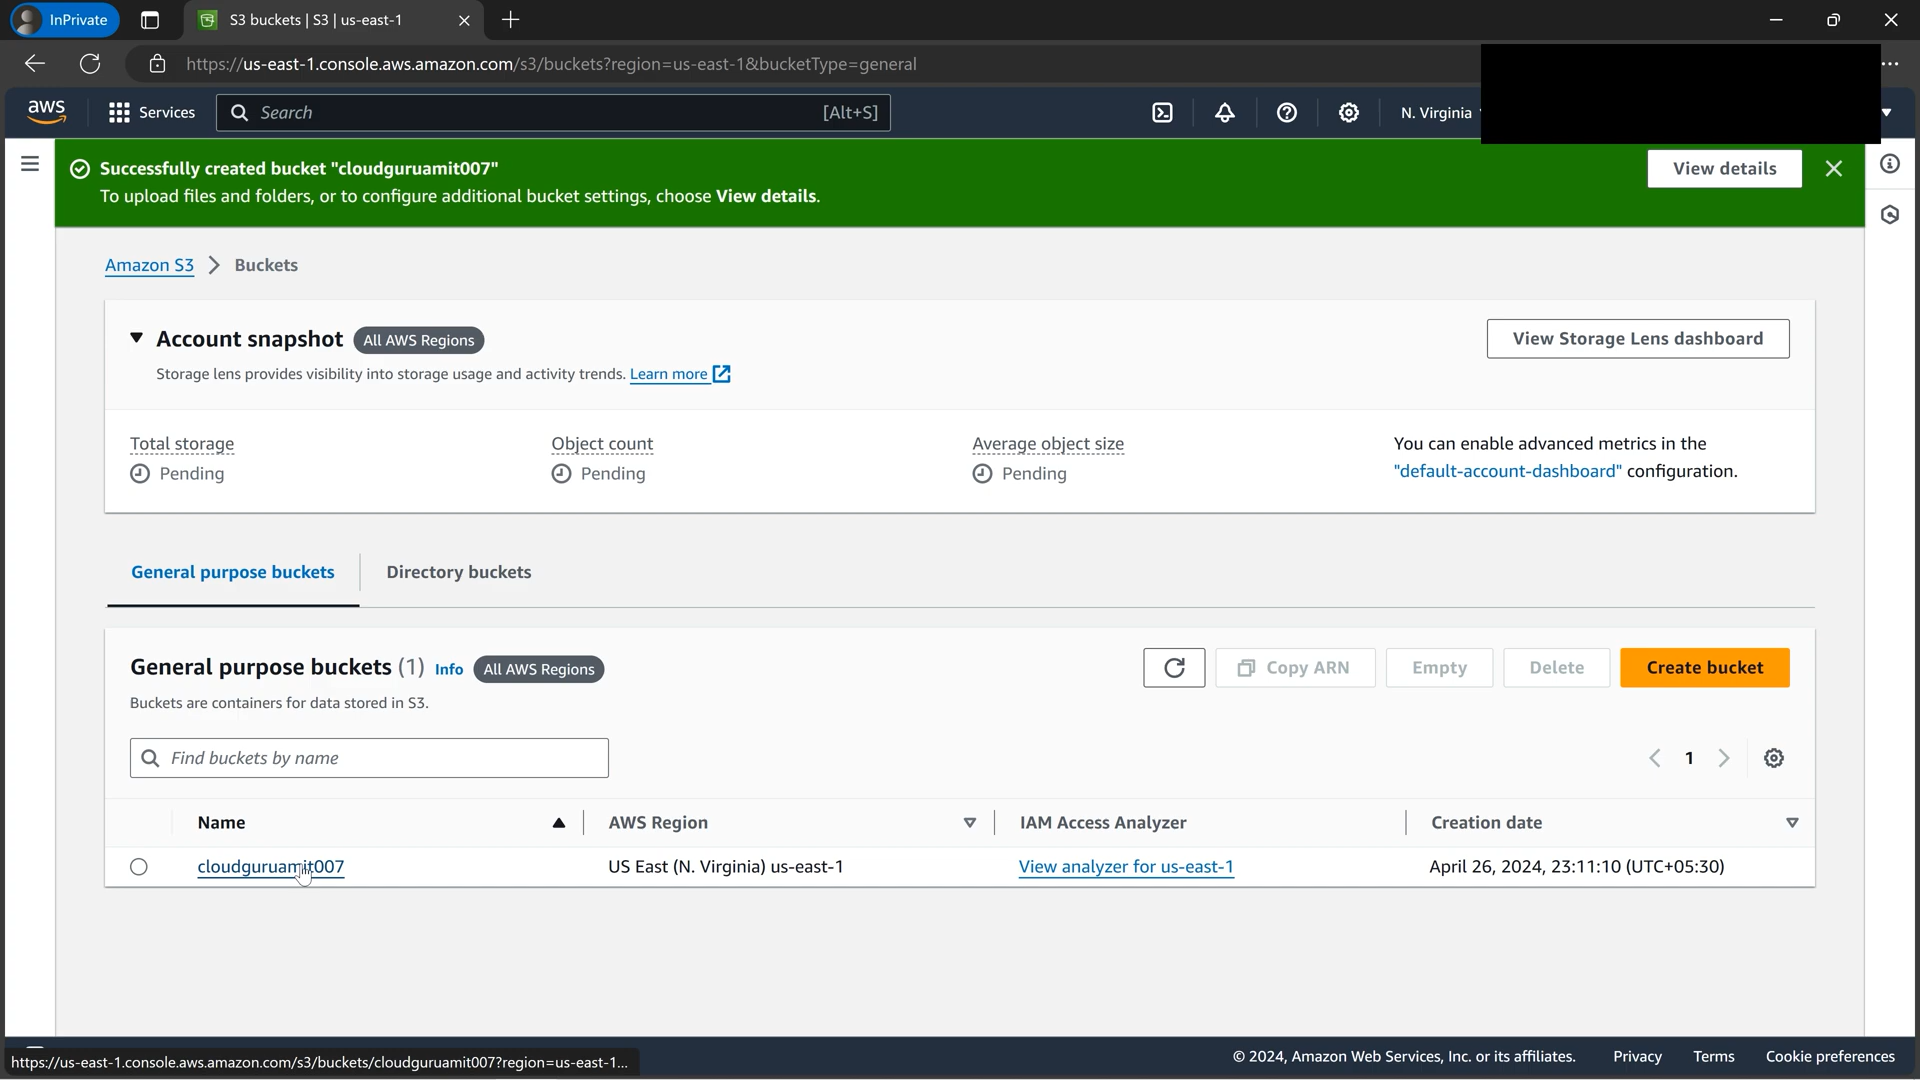 InPrivate
S3 buckets | S3 | us-east-1
https://us-east-1.console.aws.amazon.com/s3/buckets?region=us-east-1&bucketType=general
aws
Services
Search
[Alt+S]
N. Virginia
Successfully created bucket "cloudguruamit007"
To upload files and folders, or to configure additional bucket settings, choose View details.
View details
Amazon S3 > Buckets
Account snapshot
All AWS Regions
View Storage Lens dashboard
Storage lens provides visibility into storage usage and activity trends. Learn more
Total storage
Pending
Object count
Pending
Average object size
Pending
You can enable advanced metrics in the
"default-account-dashboard" configuration.
General purpose buckets
Directory buckets
General purpose buckets (1) Info
All AWS Regions
Copy ARN
Empty
Delete
Create bucket
Buckets are containers for data stored in S3.
Find buckets by name
1
Name
AWS Region
IAM Access Analyzer
Creation date
cloudguruamit007
US East (N. Virginia) us-east-1
View analyzer for us-east-1
April 26, 2024, 23:11:10 (UTC+05:30)
https://us-east-1.console.aws.amazon.com/s3/buckets/cloudguruamit007?region=us-east-1...
© 2024, Amazon Web Services, Inc. or its affiliates.
Privacy
Terms
Cookie preferences